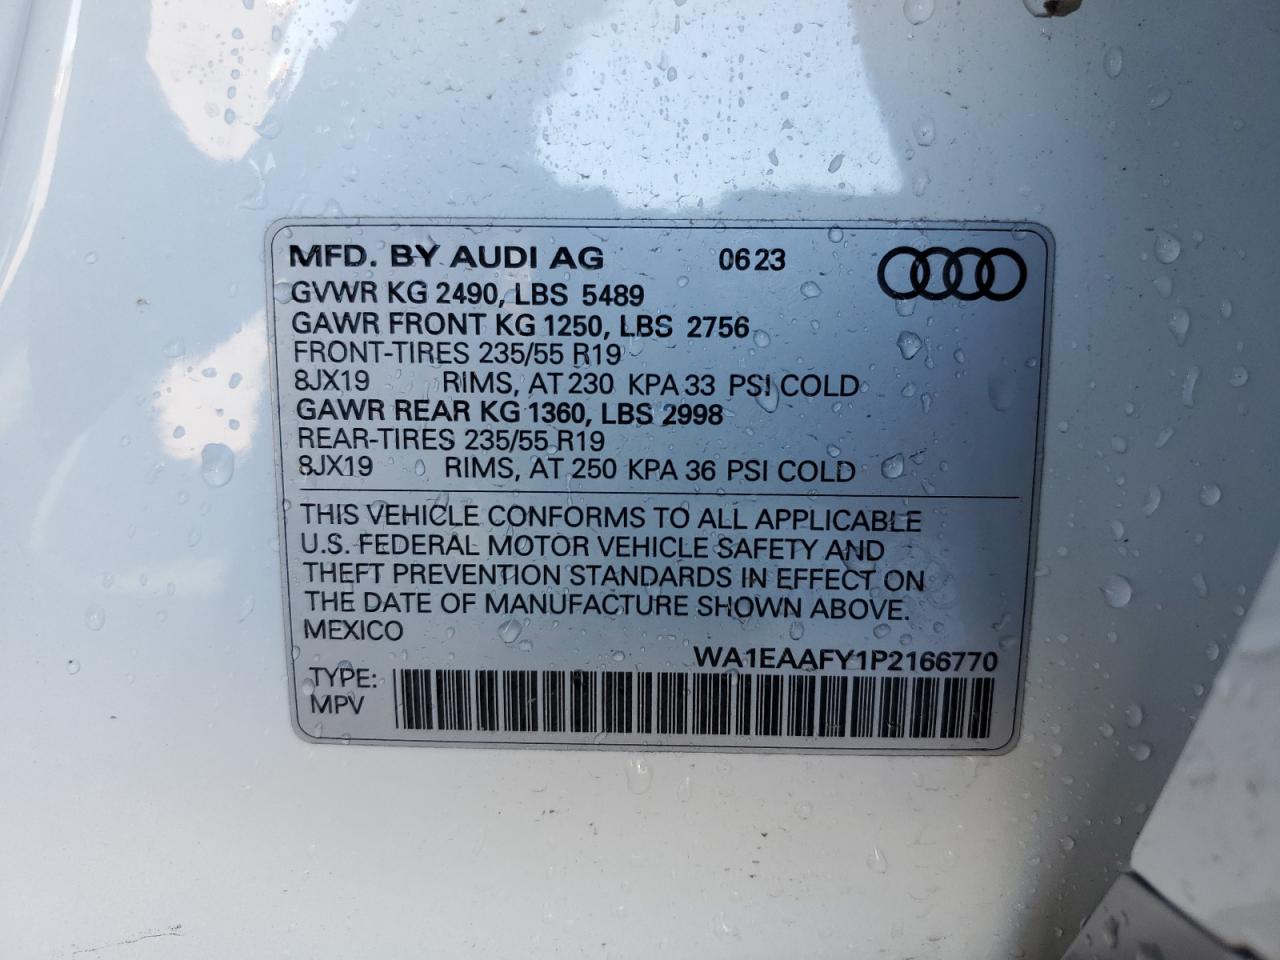 MFD. BY AUDI AG 0623
GVWR KG 2490, LBS 5489
GAWR FRONT KG 1250, LBS 2756
FRONT-TIRES 235/55 R19
8JX19 RIMS, AT 230 KPA 33 PSI COLD
GAWR REAR KG 1360, LBS 2998
REAR-TIRES 235/55 R19
8JX19 RIMS, AT 250 KPA 36 PSI COLD
THIS VEHICLE CONFORMS TO ALL APPLICABLE
U.S. FEDERAL MOTOR VEHICLE SAFETY AND
THEFT PREVENTION STANDARDS IN EFFECT ON
THE DATE OF MANUFACTURE SHOWN ABOVE.
MEXICO
WA1EAAFY1P2166770
TYPE:
MPV